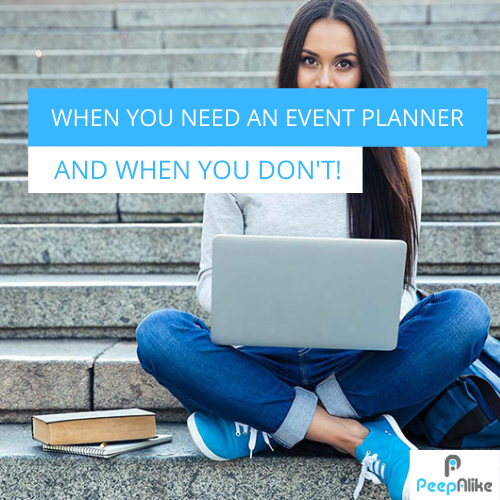 WHEN YOU NEED AN EVENT PLANNER
AND WHEN YOU DON'T!
PeepAlike